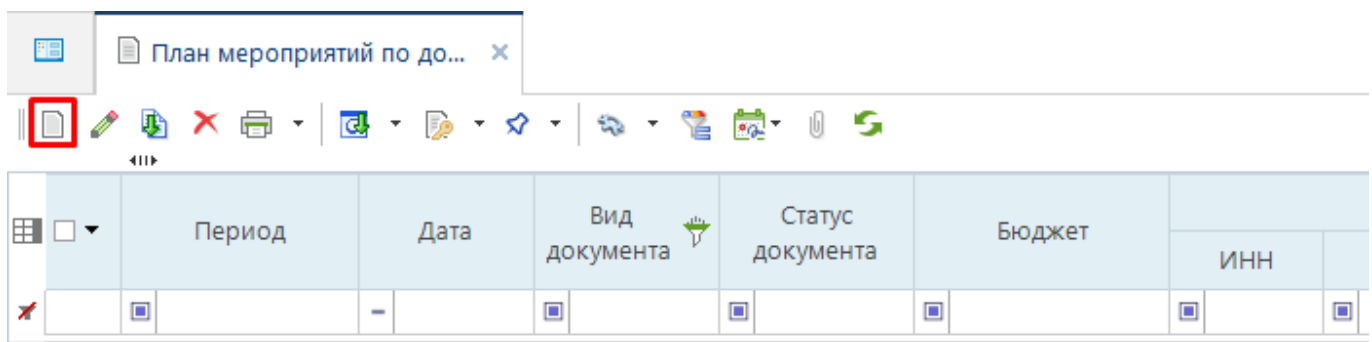 План мероприятий по до...
Период
Дата
Вид
документа
Статус
документа
Бюджет
ИНН